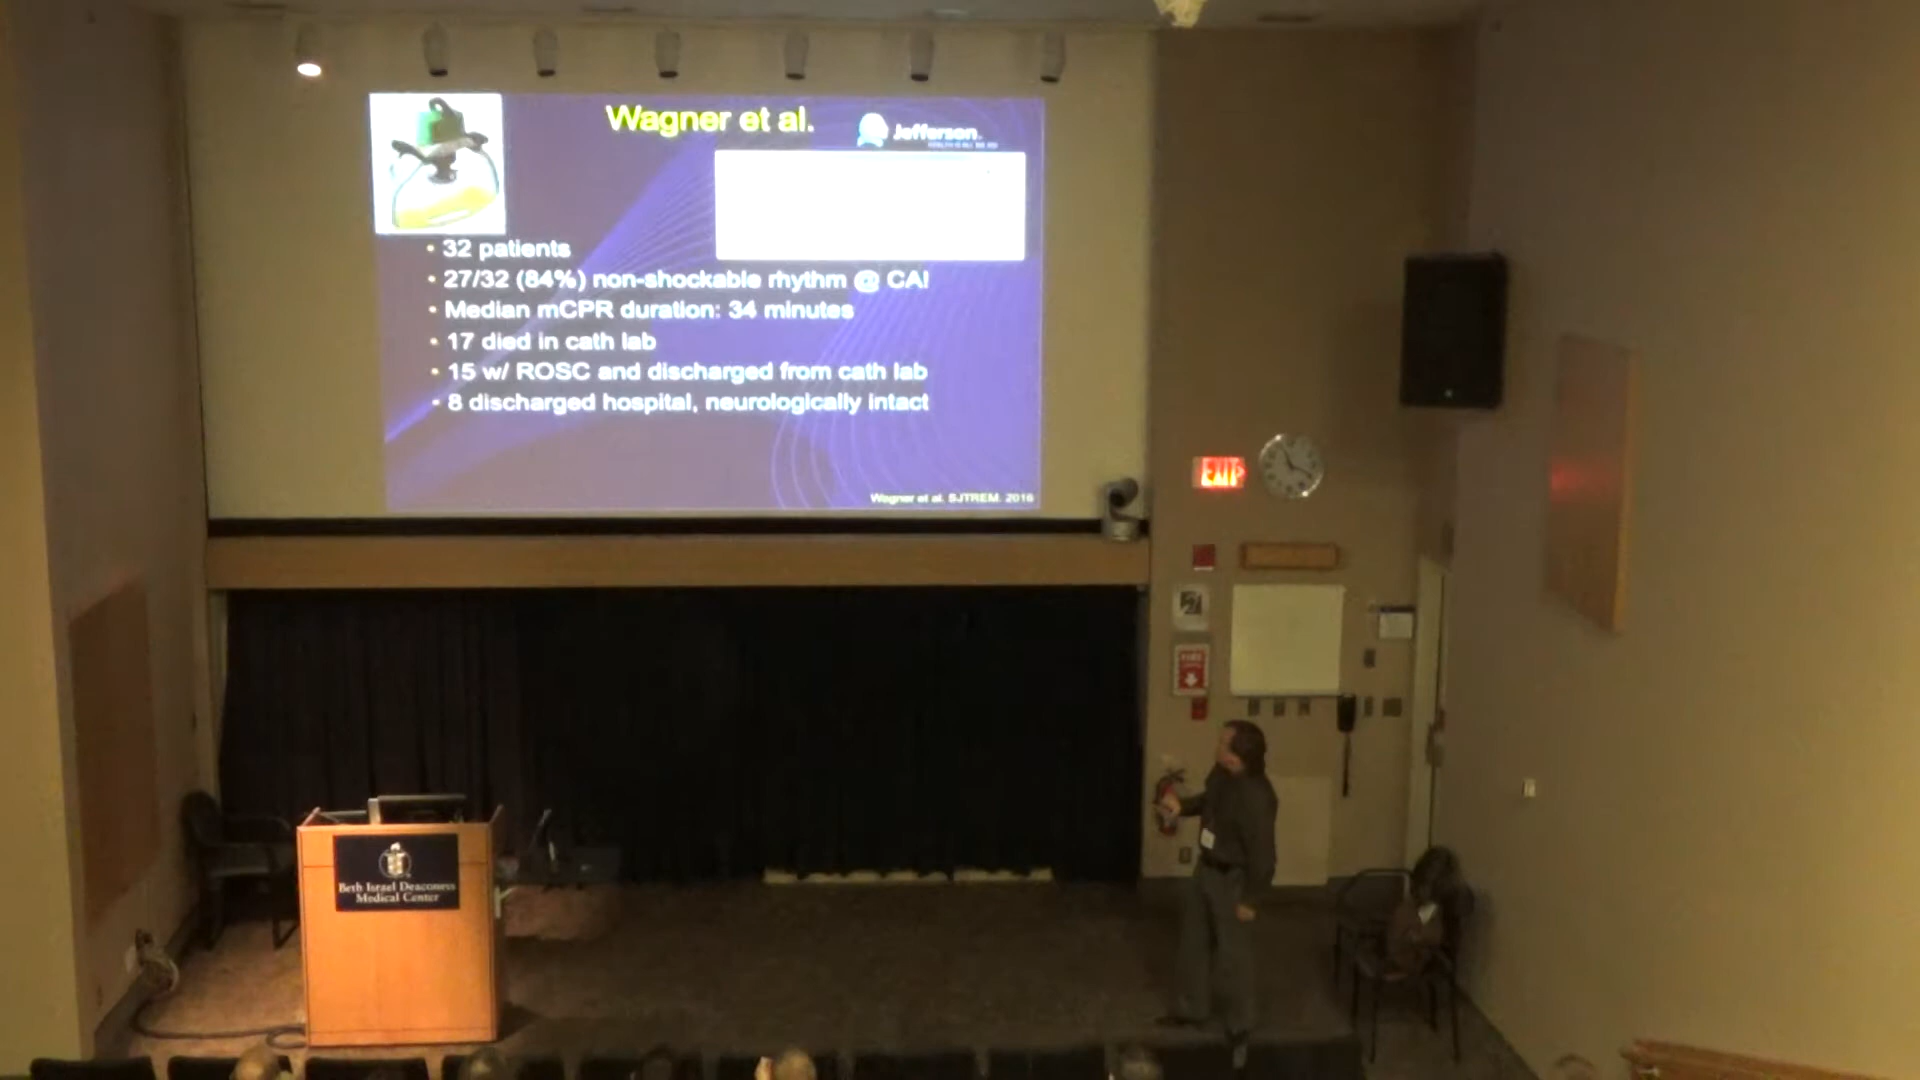 Wagner et al.
Jefferson.
• 32 patients
• 27/32 (84%) non-shockable rhythm @ CA!
• Median mCPR duration: 34 minutes
• 17 died in cath lab
• 15 w/ ROSC and discharged from cath lab
• 8 discharged hospital, neurologically intact
Wagner et al. SJTREM. 2016
EXIT
FIRE
Beth Israel Deaconess
Medical Center